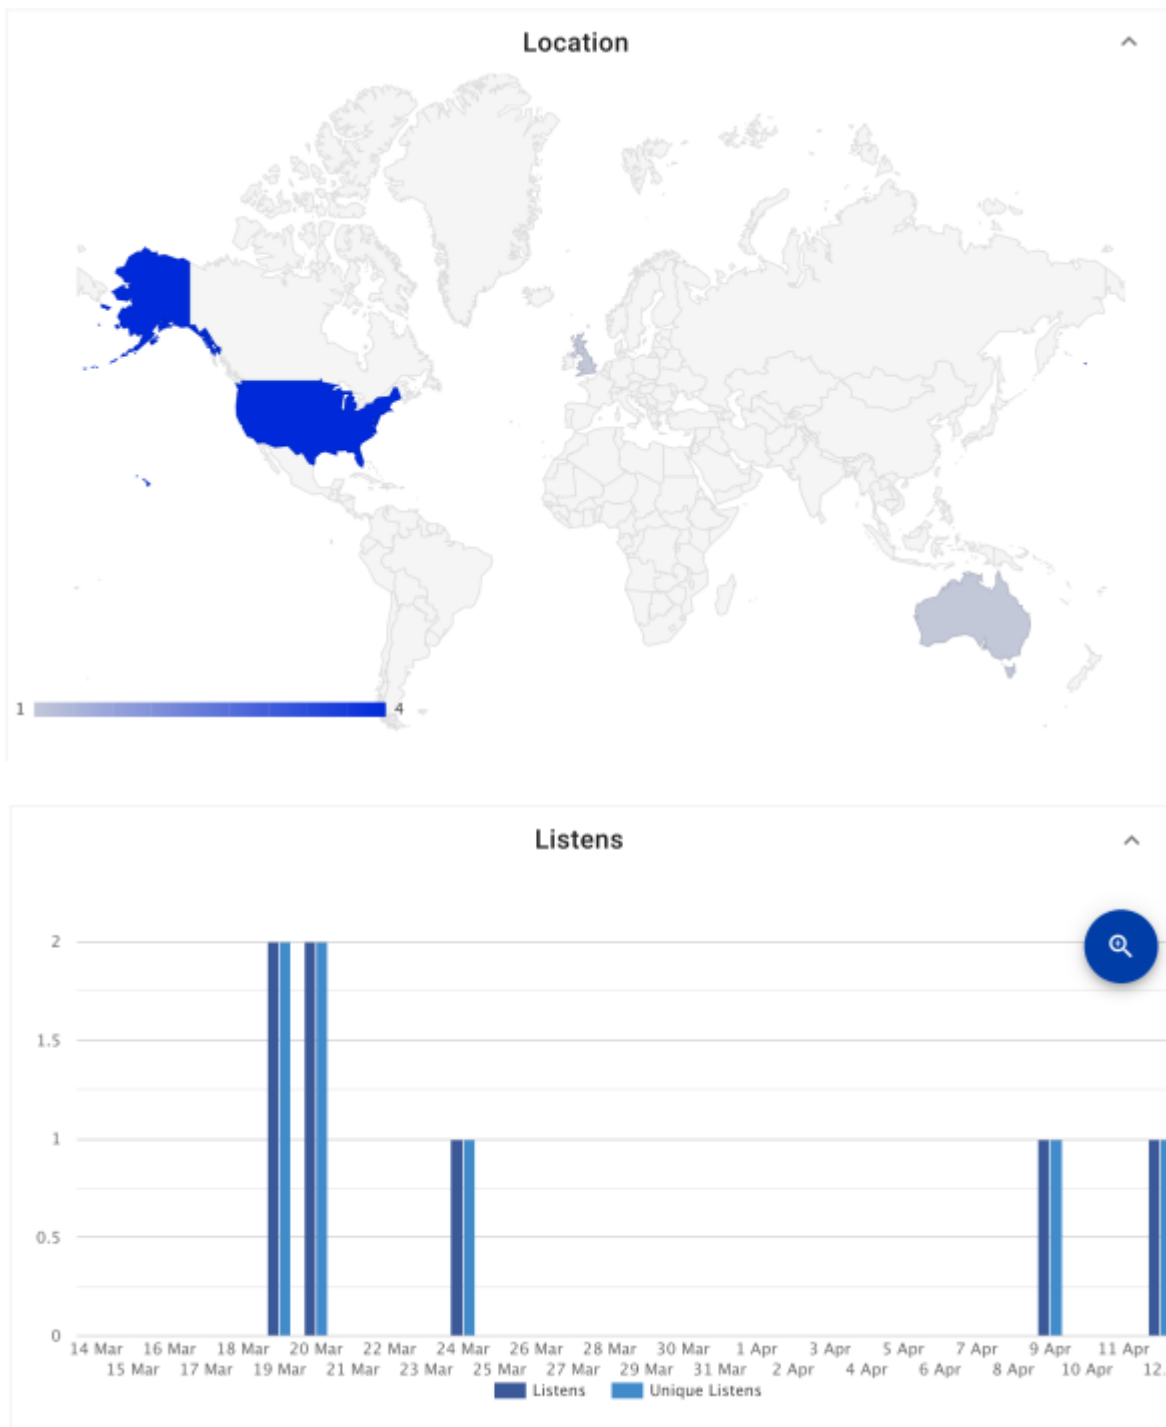 Location
1 4
Listens
2
1.5
1
0.5
0
14 Mar 16 Mar 18 Mar 20 Mar 22 Mar 24 Mar 26 Mar 28 Mar 30 Mar 1 Apr 3 Apr 5 Apr 7 Apr 9 Apr 11 Apr
15 Mar 17 Mar 19 Mar 21 Mar 23 Mar 25 Mar 27 Mar 29 Mar 31 Mar 2 Apr 4 Apr 6 Apr 8 Apr 10 Apr 12.
Listens Unique Listens